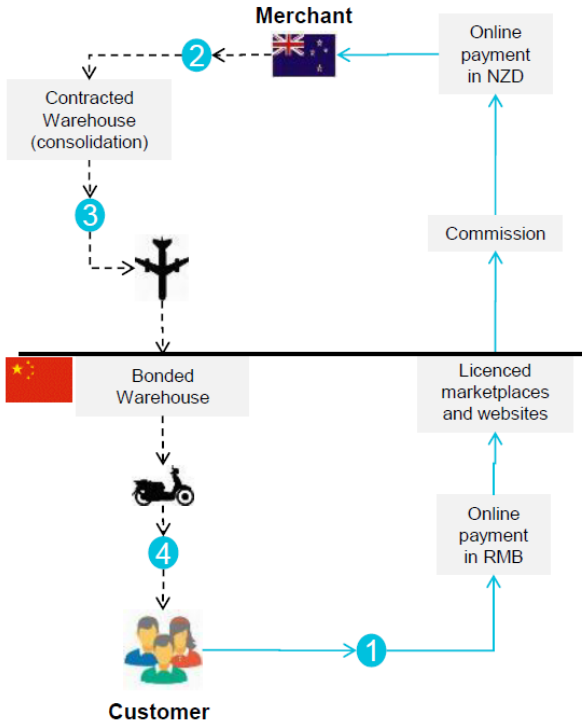 Merchant
2
Online
payment
in NZD
Contracted
Warehouse
(consolidation)
3
Commission
Bonded
Warehouse
Licenced
marketplaces
and websites
4
Online
payment
in RMB
1
Customer